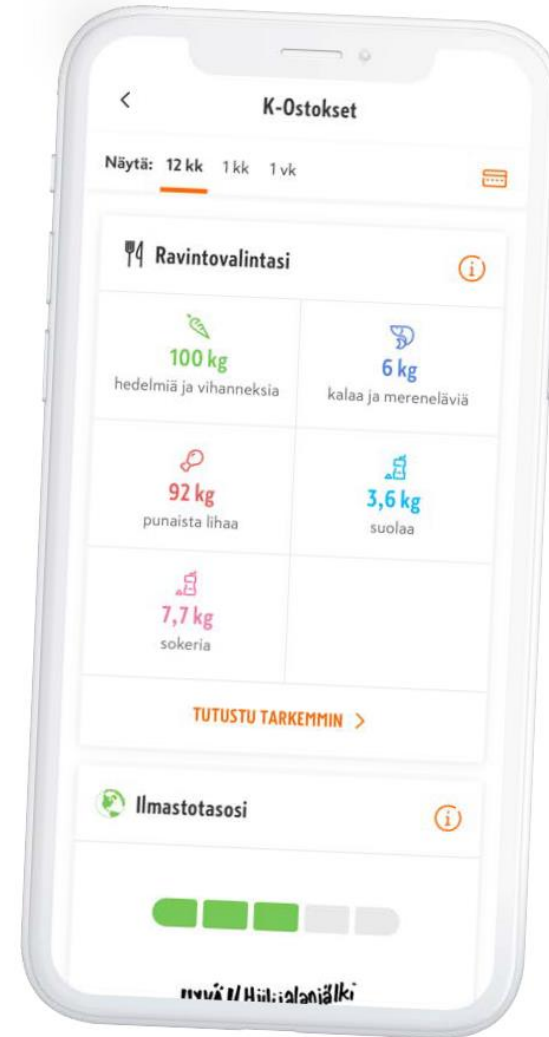 K-Ostokset
Näytä: 12 kk 1 kk 1 vk
Ravintovalintasi
100 kg
hedelmiä ja vihanneksia
6 kg
kalaa ja mereneläviä
92 kg
punaista lihaa
3,6 kg
suolaa
7,7 kg
sokeria
TUTUSTU TARKEMMIN >
Ilmastotasosi